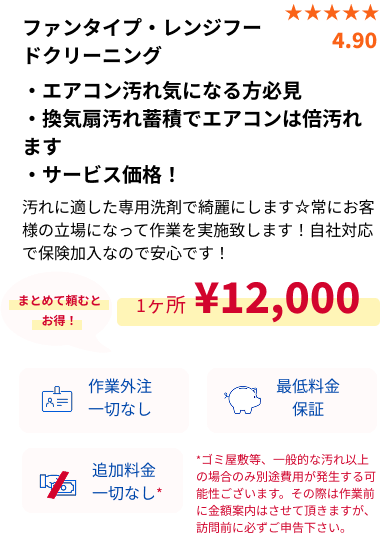 ファンタイプ・レンジフー
ドクリーニング
★★★★★
4.90
・エアコン汚れ気になる方必見
・換気扇汚れ蓄積でエアコンは倍汚れ
ます
・サービス価格！
汚れに適した専用洗剤で綺麗にします☆常にお客
様の立場になって作業を実施致します！自社対応
で保険加入なので安心です！
まとめて頼むと
お得！
1ヶ所 ¥12,000
作業外注
一切なし
最低料金
保証
追加料金
一切なし*
*ゴミ屋敷等、一般的な汚れ以上
の場合のみ別途費用が発生する可
能性ございます。その際は作業前
に金額案内はさせて頂きますが、
訪問前に必ずご申告下さい。